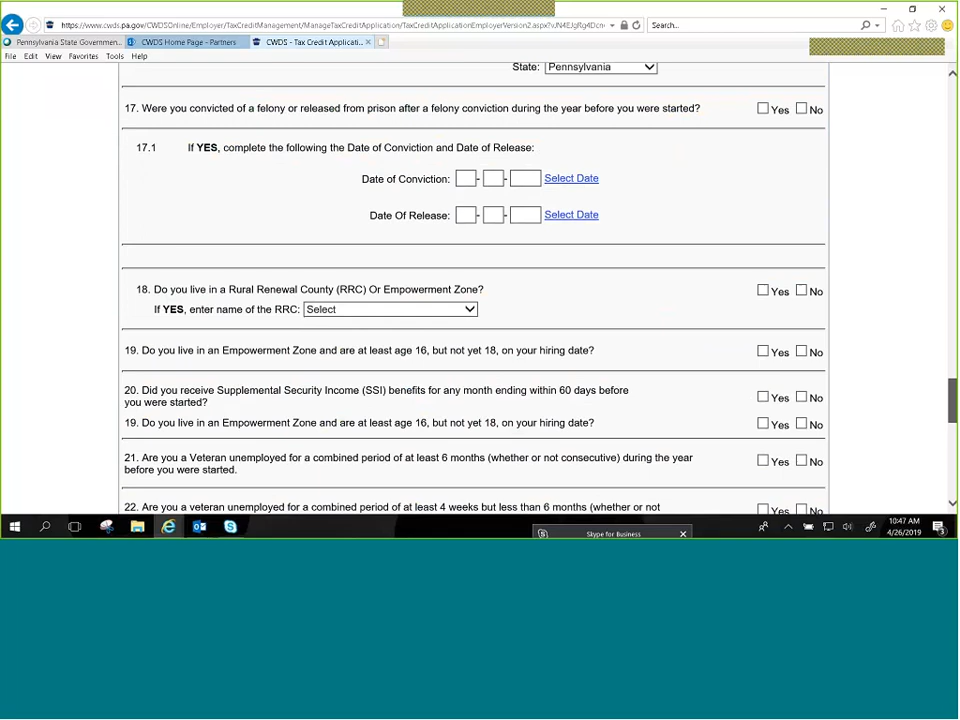 https://www.cwds.pa.gov/CWDSOnline/Employer/TaxCreditManagement/ManageTaxCreditApplication/TaxCreditApplicationEmployerVersion2.aspx?
Search...
Pennsylvania State Governmen...
CWDS Home Page - Partners
CWDS - Tax Credit Applicati...
File Edit View Favorites Tools Help
State: Pennsylvania
17. Were you convicted of a felony or released from prison after a felony conviction during the year before you were started? Yes No
17.1 If YES, complete the following the Date of Conviction and Date of Release:
Date of Conviction: - - Select Date
Date Of Release: - - Select Date
18. Do you live in a Rural Renewal County (RRC) Or Empowerment Zone? Yes No
If YES, enter name of the RRC: Select
19. Do you live in an Empowerment Zone and are at least age 16, but not yet 18, on your hiring date? Yes No
20. Did you receive Supplemental Security Income (SSI) benefits for any month ending within 60 days before
you were started? Yes No
19. Do you live in an Empowerment Zone and are at least age 16, but not yet 18, on your hiring date? Yes No
21. Are you a Veteran unemployed for a combined period of at least 6 months (whether or not consecutive) during the year
before you were started. Yes No
22. Are you a veteran unemployed for a combined period of at least 4 weeks but less than 6 months (whether or not
Yes No
10:47 AM
4/26/2019
Skype for Business